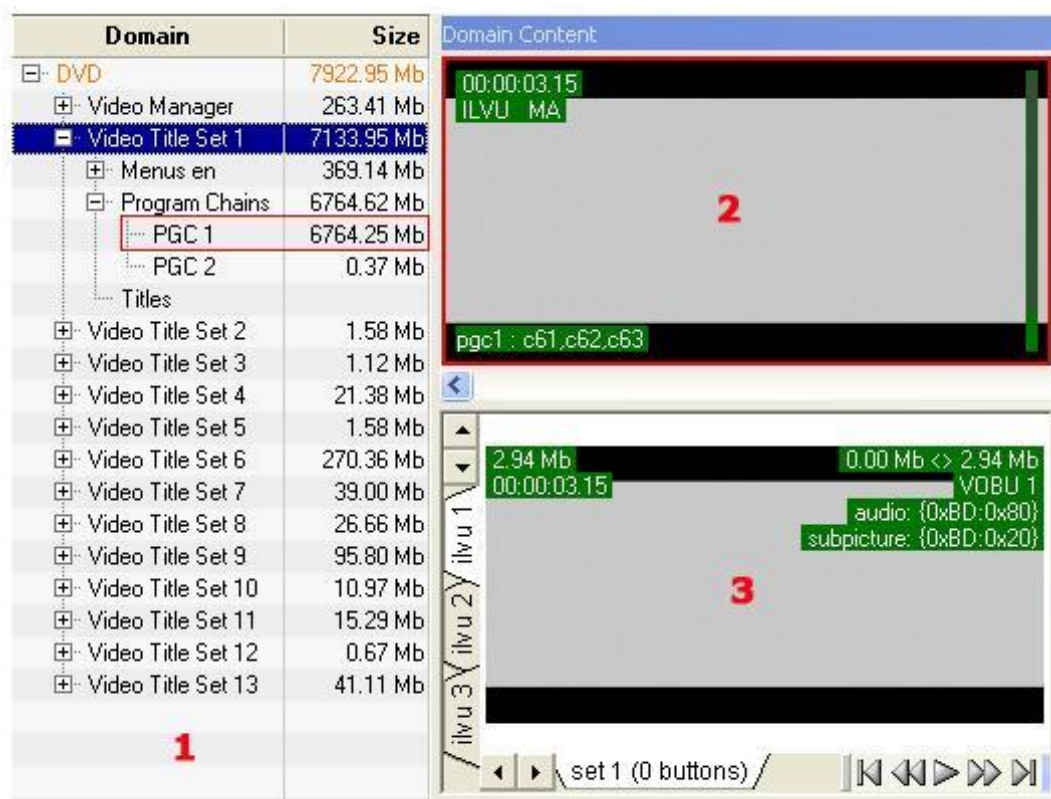 Domain Size
DVD 7922.95 Mb
Video Manager 263.41 Mb
Video Title Set 1 7133.95 Mb
Menus en 369.14 Mb
Program Chains 6764.62 Mb
PGC 1 6764.25 Mb
PGC 2 0.37 Mb
Titles
Video Title Set 2 1.58 Mb
Video Title Set 3 1.12 Mb
Video Title Set 4 21.38 Mb
Video Title Set 5 1.58 Mb
Video Title Set 6 270.36 Mb
Video Title Set 7 39.00 Mb
Video Title Set 8 26.66 Mb
Video Title Set 9 95.80 Mb
Video Title Set 10 10.97 Mb
Video Title Set 11 15.29 Mb
Video Title Set 12 0.67 Mb
Video Title Set 13 41.11 Mb
1
Domain Content
00:00:03.15
ILVU MA
2
pgc1 : c61,c62,c63
2.94 Mb 0.00 Mb <> 2.94 Mb
00:00:03.15 VOBU 1
audio: {0xBD:0x80}
subpicture: {0xBD:0x20}
3
ilvu 1
ilvu 2
ilvu 3
set 1 (0 buttons)